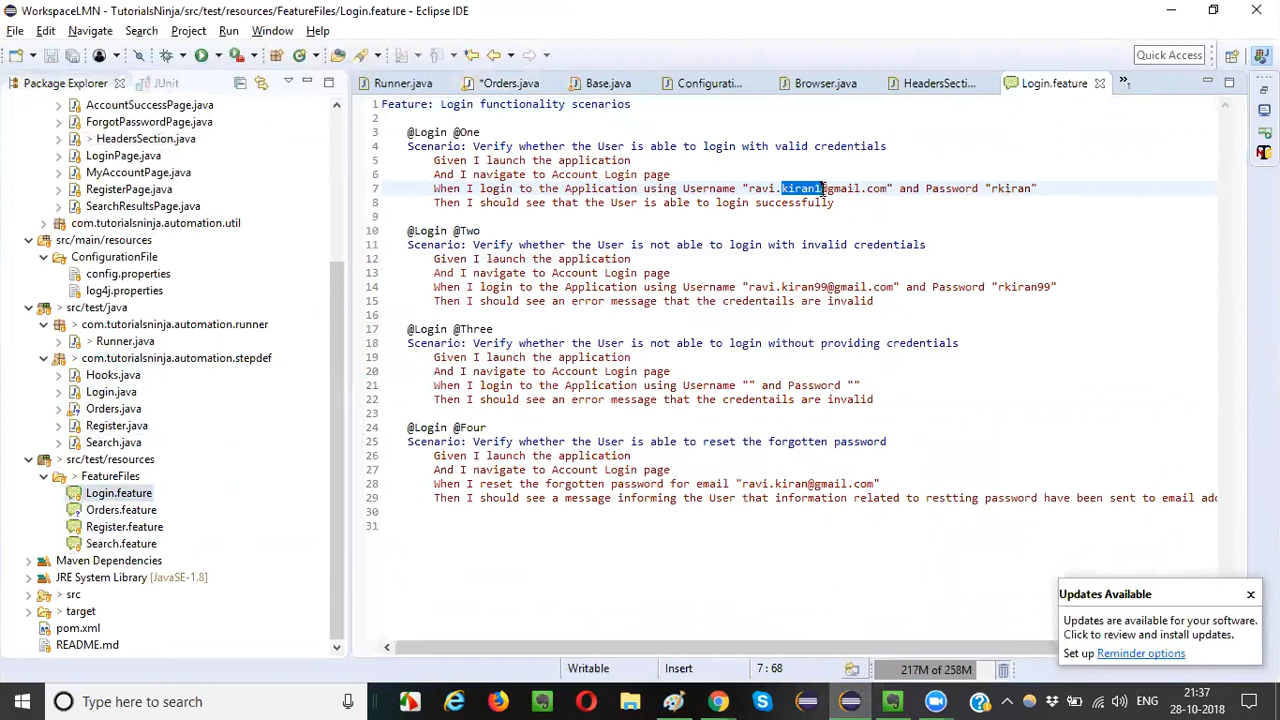 WorkspaceLMN - TutorialsNinja/src/test/resources/FeatureFiles/Login.feature - Eclipse IDE
File Edit Navigate Search Project Run Window Help
Quick Access
Package Explorer
JUnit
AccountSuccessPage.java
ForgotPasswordPage.java
> HeadersSection.java
LoginPage.java
MyAccountPage.java
RegisterPage.java
SearchResultsPage.java
com.tutorialsninja.automation.util
src/main/resources
ConfigurationFile
config.properties
log4j.properties
> src/test/java
> com.tutorialsninja.automation.runner
> Runner.java
> com.tutorialsninja.automation.stepdef
Hooks.java
Login.java
Orders.java
Register.java
Search.java
> src/test/resources
> FeatureFiles
Login.feature
Orders.feature
Register.feature
Search.feature
Maven Dependencies
JRE System Library [JavaSE-1.8]
> src
> target
pom.xml
README.md
Runner.java
*Orders.java
Base.java
Configurati...
Browser.java
HeadersSecti...
Login.feature
»1
1 Feature: Login functionality scenarios
2
3 @Login @One
4 Scenario: Verify whether the User is able to login with valid credentials
5 Given I launch the application
6 And I navigate to Account Login page
7 When I login to the Application using Username "ravi.kiran1@gmail.com" and Password "rkiran"
8 Then I should see that the User is able to login successfully
9
10 @Login @Two
11 Scenario: Verify whether the User is not able to login with invalid credentials
12 Given I launch the application
13 And I navigate to Account Login page
14 When I login to the Application using Username "ravi.kiran99@gmail.com" and Password "rkiran99"
15 Then I should see an error message that the credentails are invalid
16
17 @Login @Three
18 Scenario: Verify whether the User is not able to login without providing credentials
19 Given I launch the application
20 And I navigate to Account Login page
21 When I login to the Application using Username "" and Password ""
22 Then I should see an error message that the credentails are invalid
23
24 @Login @Four
25 Scenario: Verify whether the User is able to reset the forgotten password
26 Given I launch the application
27 And I navigate to Account Login page
28 When I reset the forgotten password for email "ravi.kiran@gmail.com"
29 Then I should see a message informing the User that information related to restting password have been sent to email add
30
31
Updates Available
Updates are available for your software.
Click to review and install updates.
Set up Reminder options
Writable
Insert
7 : 68
217M of 258M
Type here to search
ENG
21:37
28-10-2018